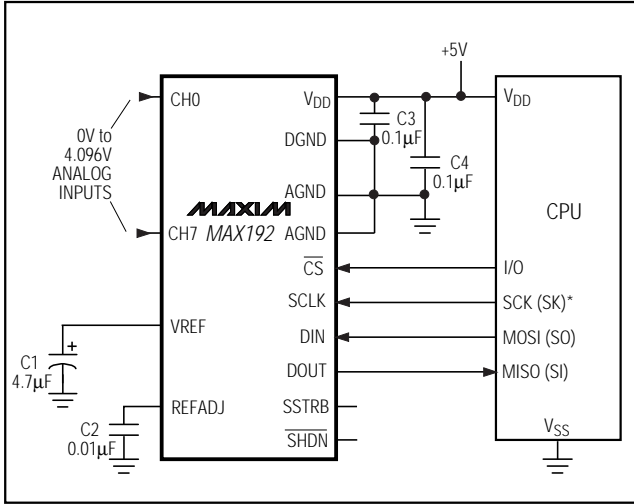 +5V
CH0
0V to
4.096V
ANALOG
INPUTS
CH7
VREF
C1
+
4.7μF
REFADJ
C2
0.01μF
MAXIM
MAX192
VDD
DGND
AGND
AGND
CS
SCLK
DIN
DOUT
SSTRB
SHDN
C3
0.1μF
C4
0.1μF
VDD
CPU
I/O
SCK (SK)*
MOSI (SO)
MISO (SI)
VSS